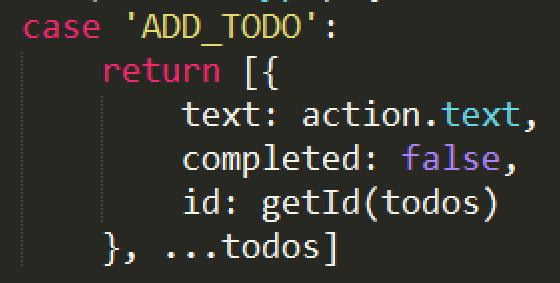 case 'ADD_TODO':
return [{
text: action.text,
completed: false,
id: getId(todos)
}, ...todos]